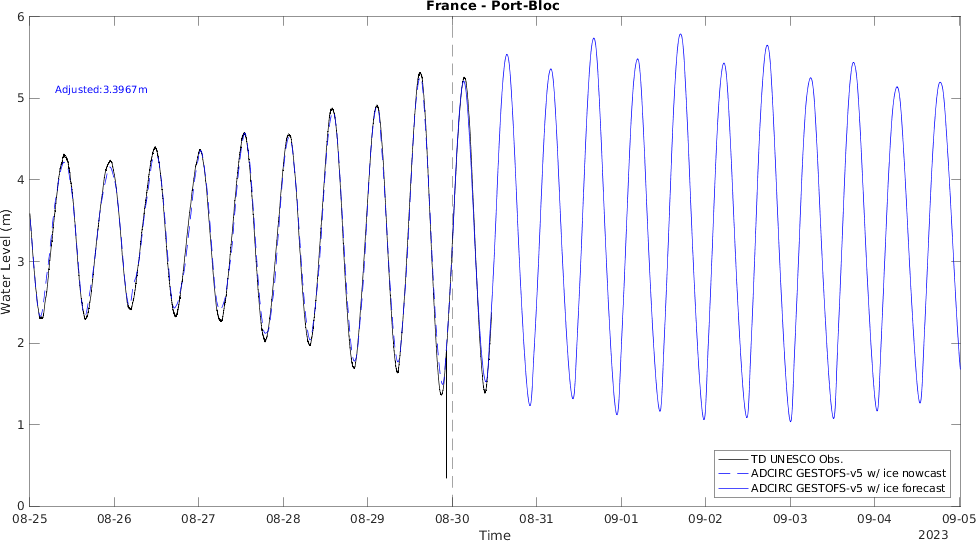 France - Port-Bloc
6
5
4
3
2
1
0
Water Level (m)
Adjusted:3.3967m
TD UNESCO Obs.
ADCIRC GESTOFS-v5 w/ ice nowcast
ADCIRC GESTOFS-v5 w/ ice forecast
08-25 08-26 08-27 08-28 08-29 08-30 08-31 09-01 09-02 09-03 09-04 09-05
Time
2023